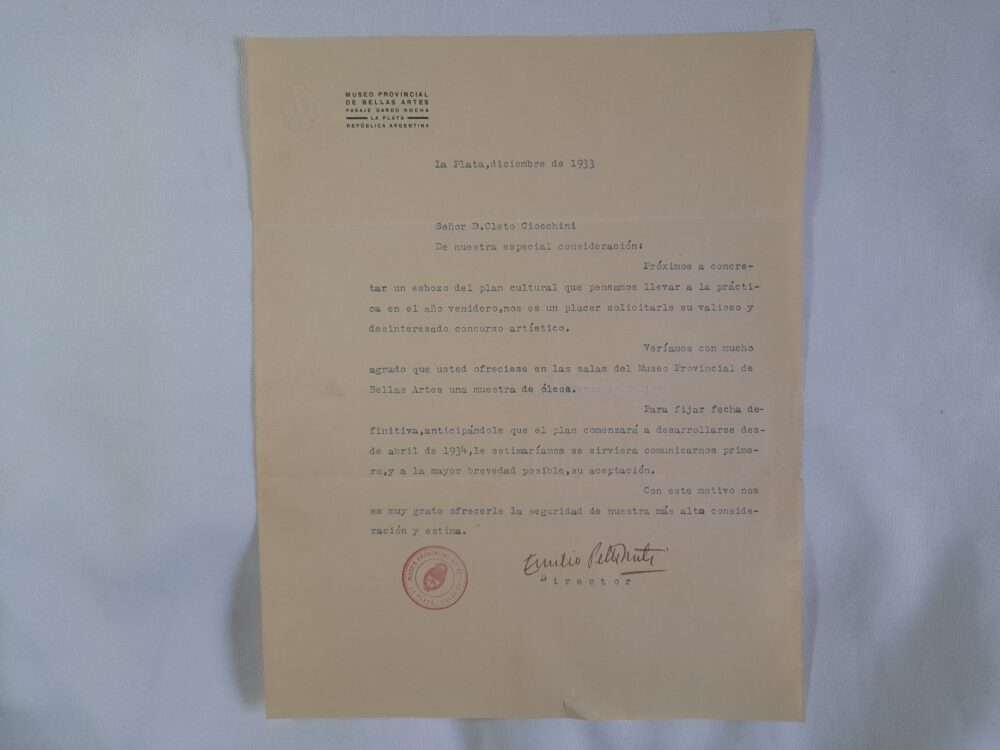 MUSEO PROVINCIAL
DE BELLAS ARTES
PASAJE DARDO ROCHA
LA PLATA
REPÚBLICA ARGENTINA
La Plata,diciembre de 1933
Señor D.Cleto Ciocchini
De nuestra especial consideración:
Próximos a concre-
tar un esbozo del plan cultural que pensamos llevar a la prácti-
ca en el año venidero,nos es un placer solicitarle su valioso y
desinteresado concurso artístico.
Veríamos con mucho
agrado que usted ofreciese en las salas del Museo Provincial de
Bellas Artes una muestra de óleos.
Para fijar fecha de-
finitiva,anticipándole que el plan comenzará a desarrollarse des-
de abril de 1934,le estimaríamos se sirviera comunicarnos prime-
ro,y a la mayor brevedad posible,su aceptación.
Con este motivo nos
es muy grato ofrecerle la seguridad de nuestra más alta conside-
ración y estima.
Emilio Pettoruti
Director
MUSEO PROVINCIAL DE BELLAS